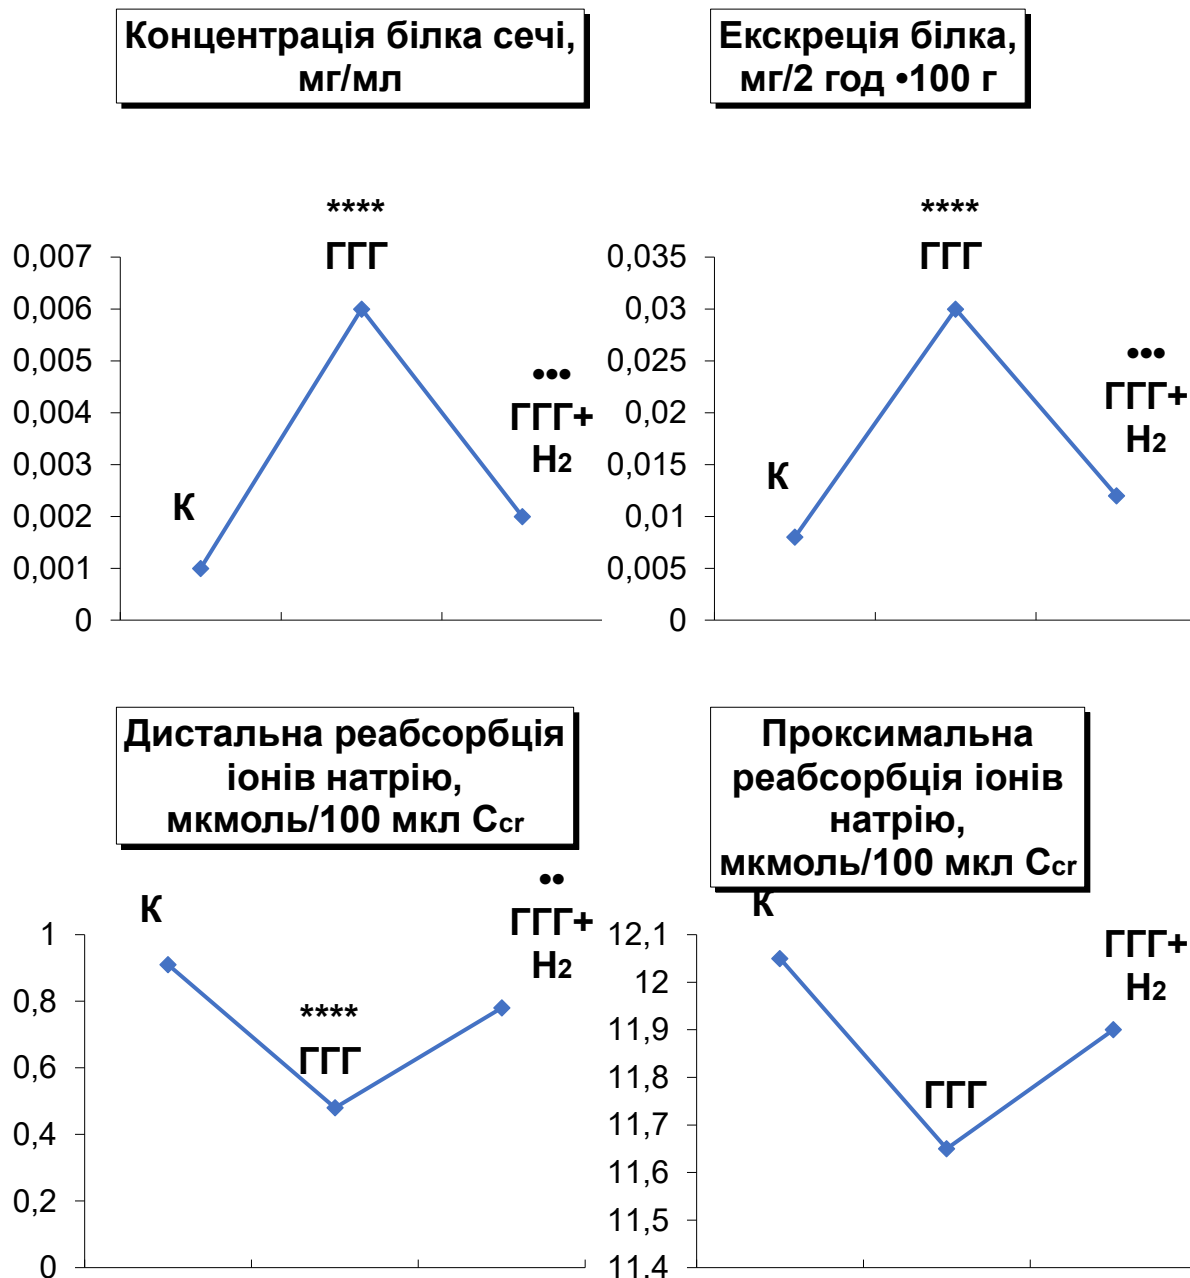 Концентрація білка сечі,
мг/мл
Екскреція білка,
мг/2 год •100 г
****
ГГГ
0,007
0,006
0,005
0,004
0,003
0,002
0,001
0
К
•••
ГГГ+
H2
****
ГГГ
0,035
0,03
0,025
0,02
0,015
0,01
0,005
0
К
•••
ГГГ+
H2
Дистальна реабсорбція
іонів натрію,
мкмоль/100 мкл Ccr
Проксимальна
реабсорбція іонів
натрію,
мкмоль/100 мкл Ccr
К
1
0,8
0,6
0,4
0,2
0
****
ГГГ
••
ГГГ+
H2
К
12,1
12
11,9
11,8
11,7
11,6
11,5
11,4
ГГГ
ГГГ+
H2